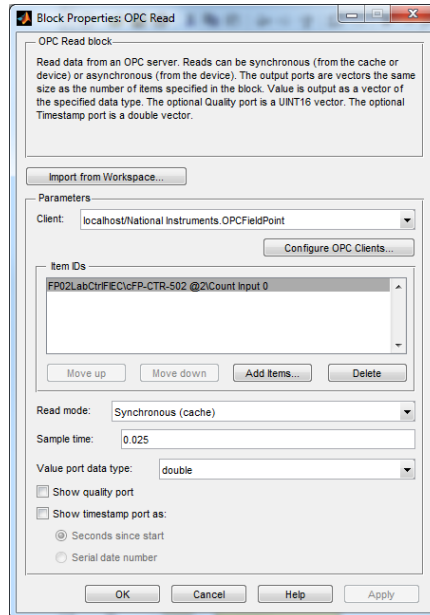 Block Properties: OPC Read
OPC Read block
Read data from an OPC server. Reads can be synchronous (from the cache or
device) or asynchronous (from the device). The output ports are vectors the same
size as the number of items specified in the block. Value is output as a vector of
the specified data type. The optional Quality port is a UINT16 vector. The optional
Timestamp port is a double vector.
Import from Workspace...
Parameters
Client: localhost/National Instruments.OPCFieldPoint
Configure OPC Clients...
Item IDs
FP02LabCtrlFIEC\cFP-CTR-502 @2\Count Input 0
Move up Move down Add Items... Delete
Read mode: Synchronous (cache)
Sample time: 0.025
Value port data type: double
Show quality port
Show timestamp port as:
Seconds since start
Serial date number
OK Cancel Help Apply